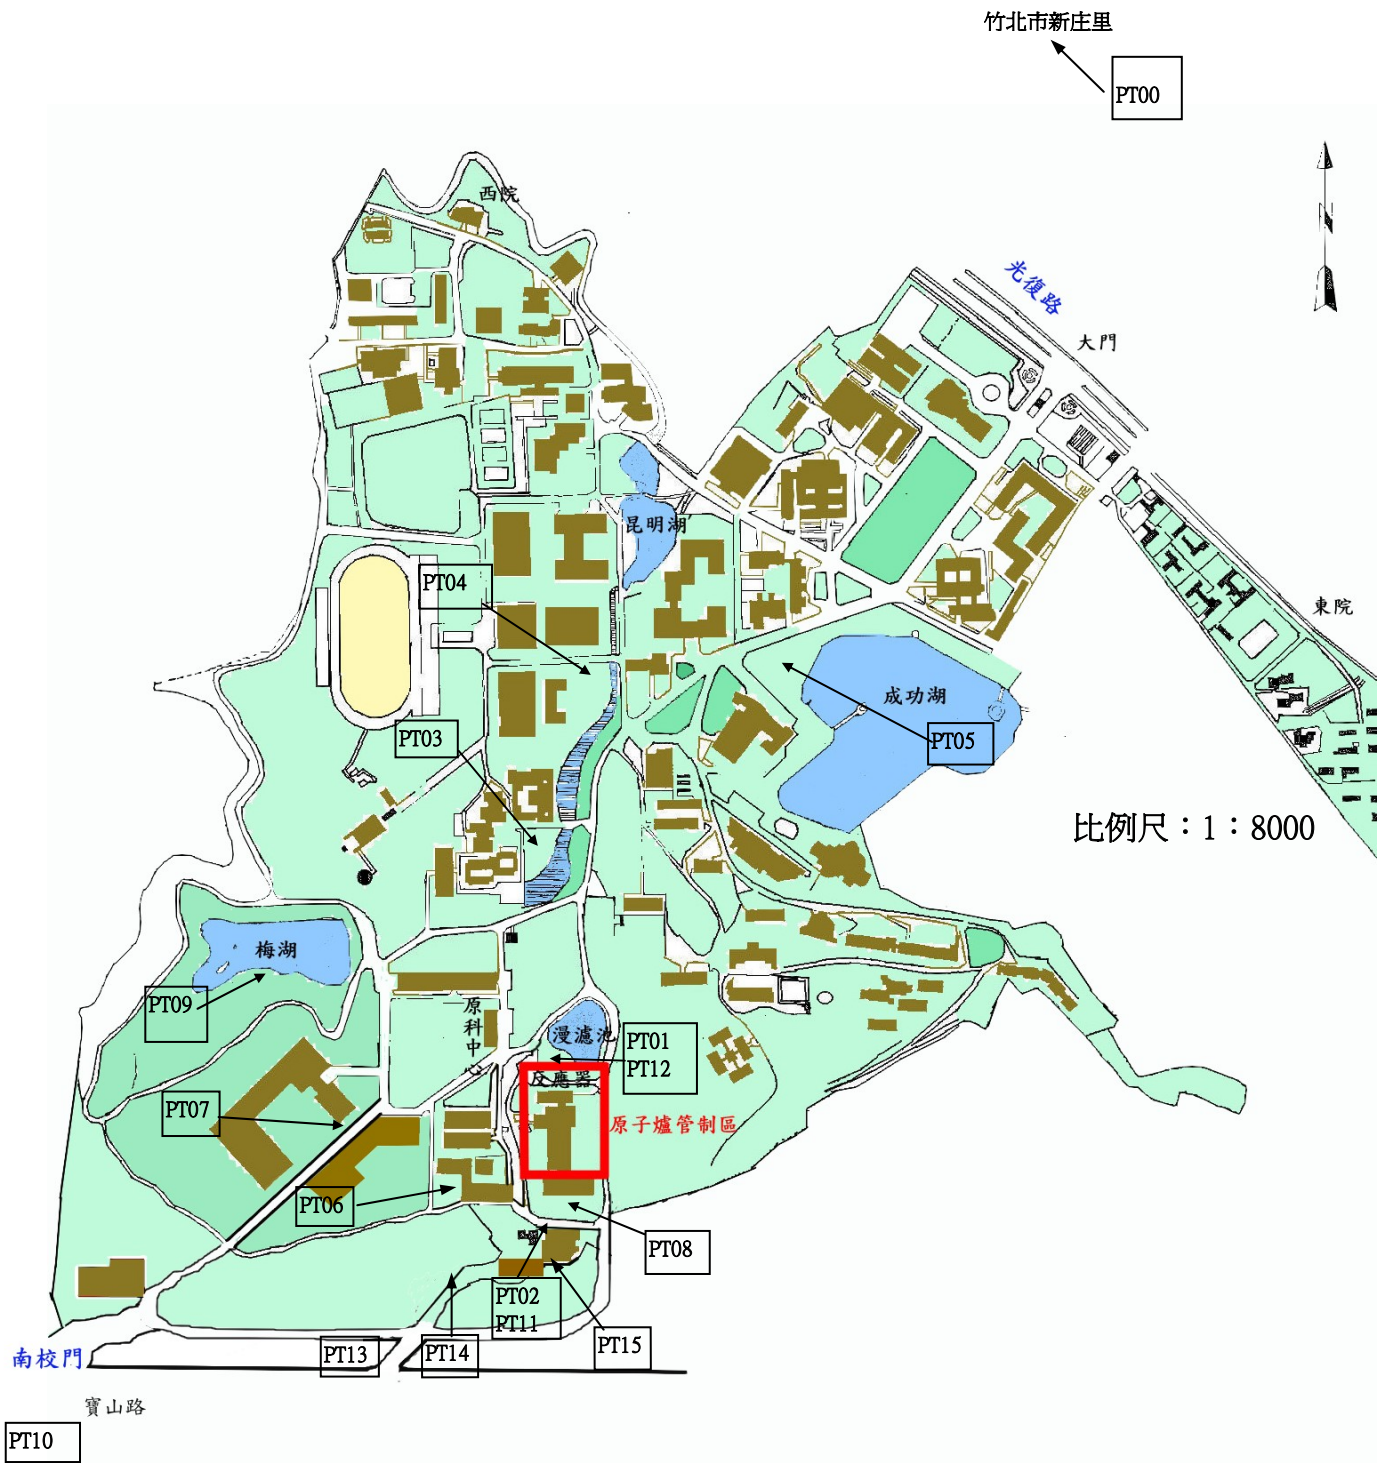 竹北市新庄里
PT00
西院
光復路
大門
N
昆明湖
PT04
東院
成功湖
PT03
PT05
比例尺：1：8000
梅湖
PT09
原科中心
漫濾池
PT01
PT12
反應器
PT07
原子爐管制區
PT06
PT08
PT02
PT11
PT15
PT13
PT14
南校門
寶山路
PT10